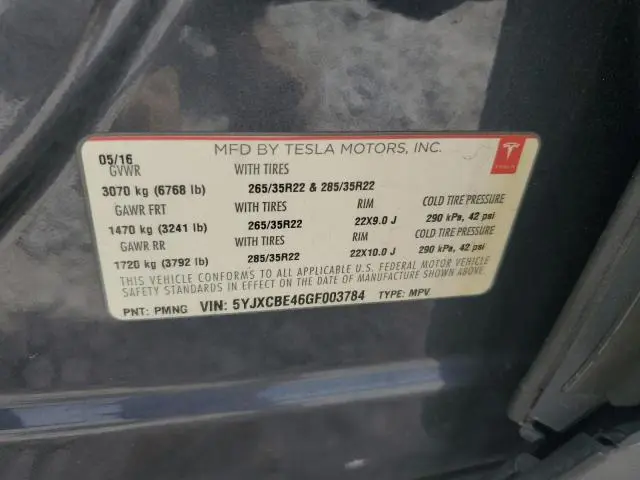 MFD BY TESLA MOTORS, INC.
TESLA
05/16
GVWR WITH TIRES
3070 kg (6768 lb) 265/35R22 & 285/35R22
GAWR FRT WITH TIRES RIM COLD TIRE PRESSURE
1470 kg (3241 lb) 265/35R22 22X9.0 J 290 kPa, 42 psi
GAWR RR WITH TIRES RIM COLD TIRE PRESSURE
1720 kg (3792 lb) 285/35R22 22X10.0 J 290 kPa, 42 psi
THIS VEHICLE CONFORMS TO ALL APPLICABLE U.S. FEDERAL MOTOR VEHICLE
SAFETY STANDARDS IN EFFECT ON THE DATE OF MANUFACTURE SHOWN ABOVE.
PNT: PMNG VIN: 5YJXCBE46GF003784 TYPE: MPV